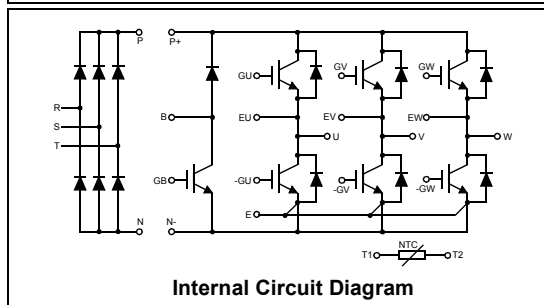 P P+
GU GV GW
R
B EU EV EW
S
U V W
T
GB -GU -GV -GW
E
N N-
NTC
T1 T2
Internal Circuit Diagram